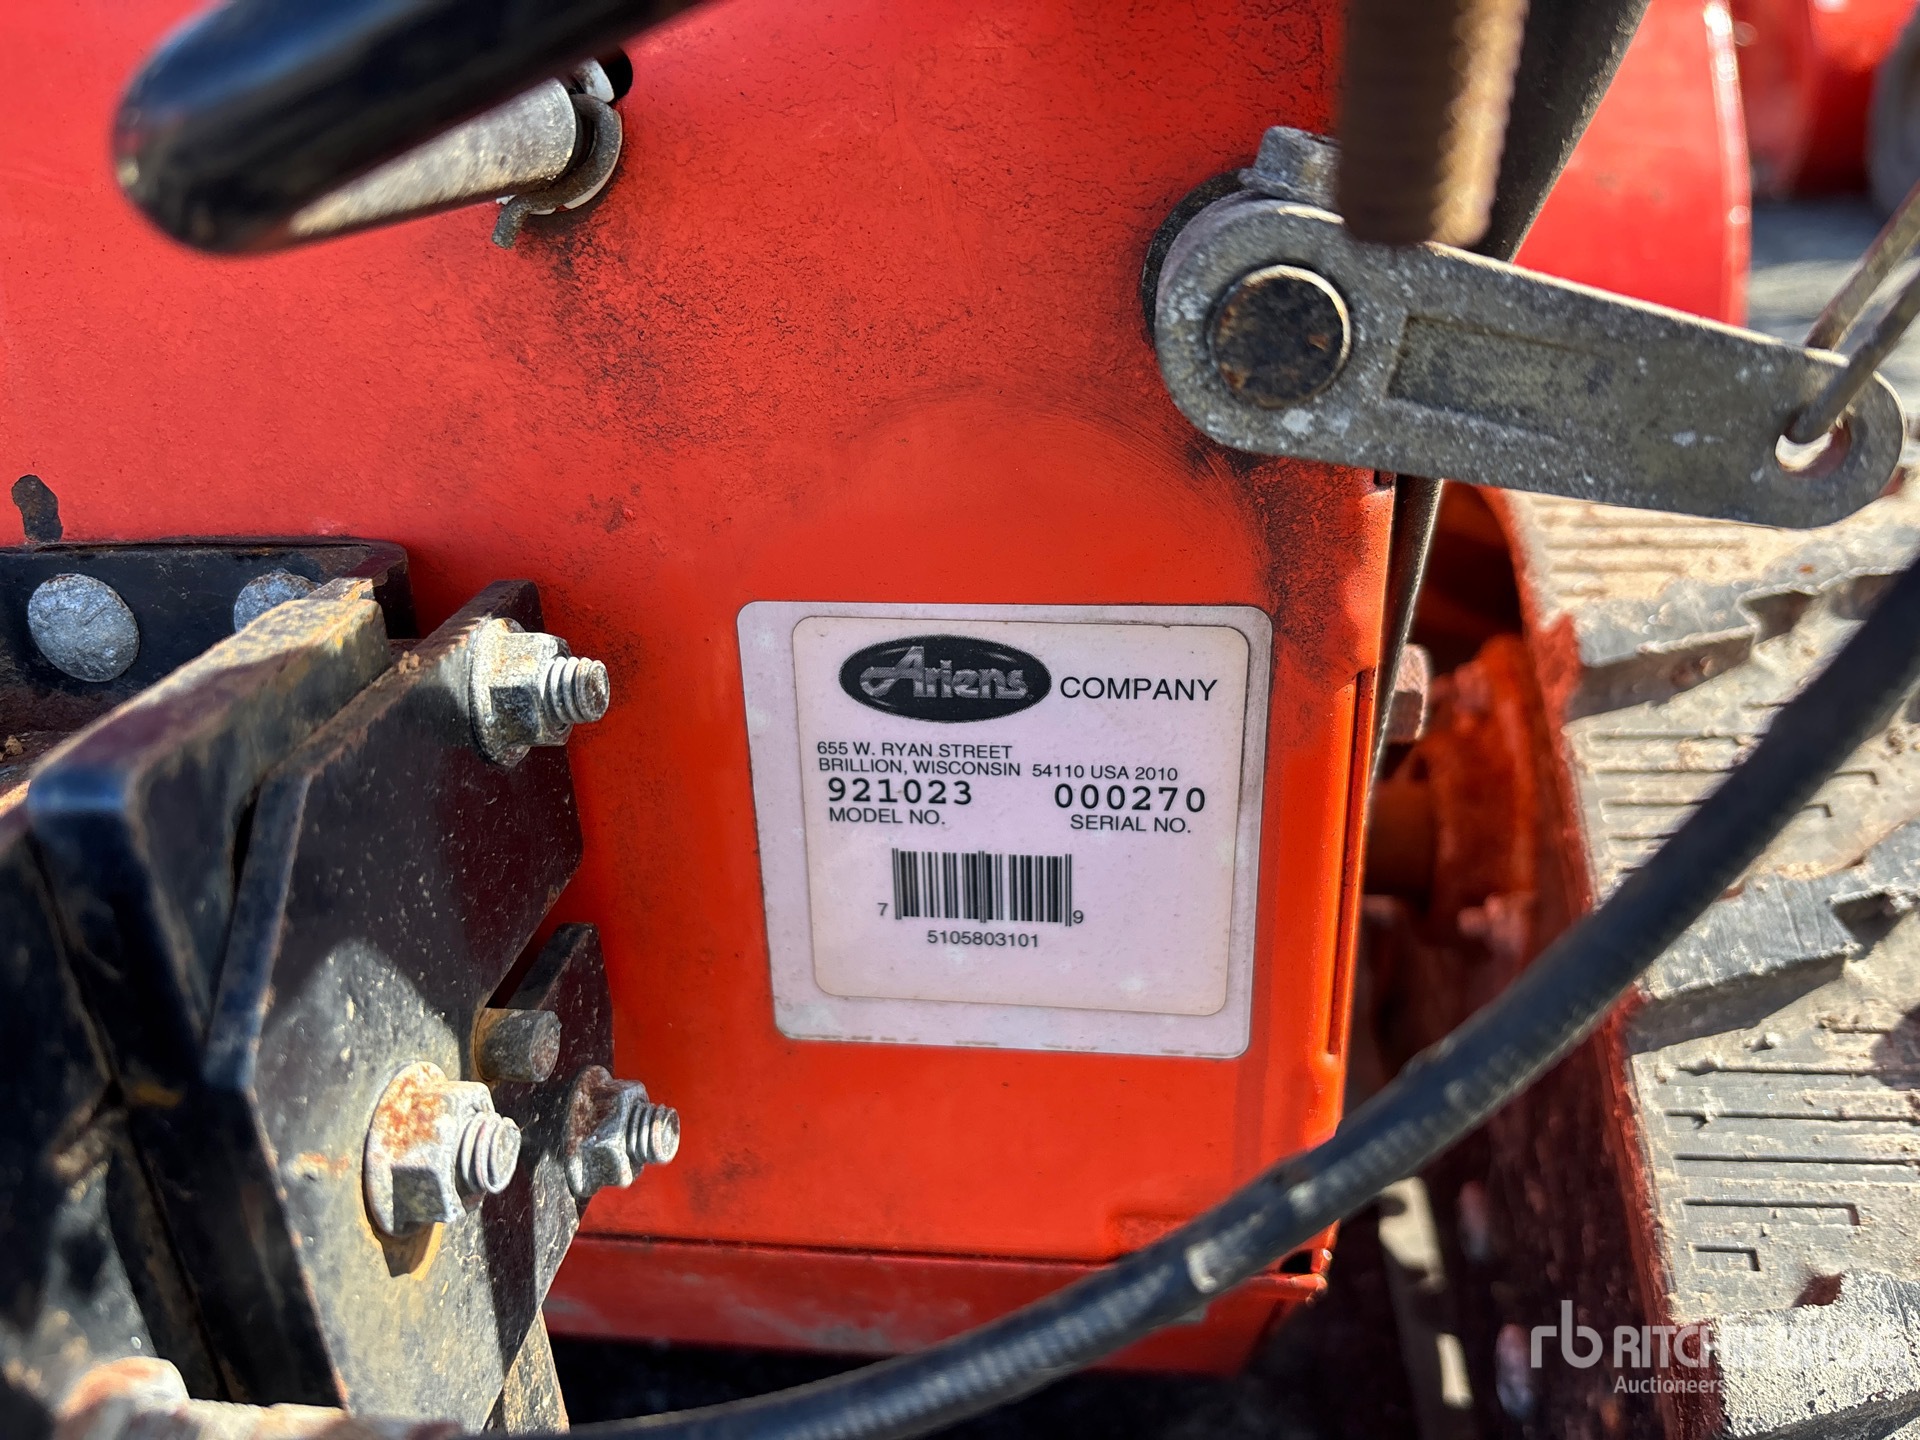 Ariens COMPANY
655 W. RYAN STREET
BRILLION, WISCONSIN 54110 USA 2010
921023 000270
MODEL NO. SERIAL NO.
7 9
5105803101
rb RITCHIE BROS
Auctioneers